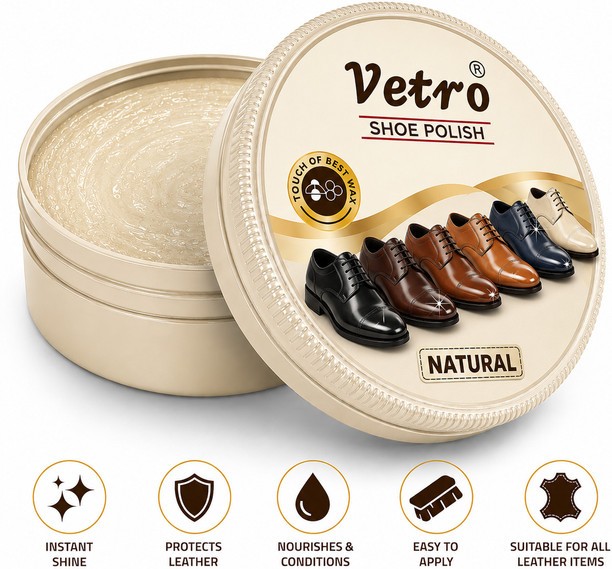 Vetro®
SHOE POLISH
TOUCH OF BEST WAX
NATURAL
INSTANT
SHINE
PROTECTS
LEATHER
NOURISHES &
CONDITIONS
EASY TO
APPLY
SUITABLE FOR ALL
LEATHER ITEMS